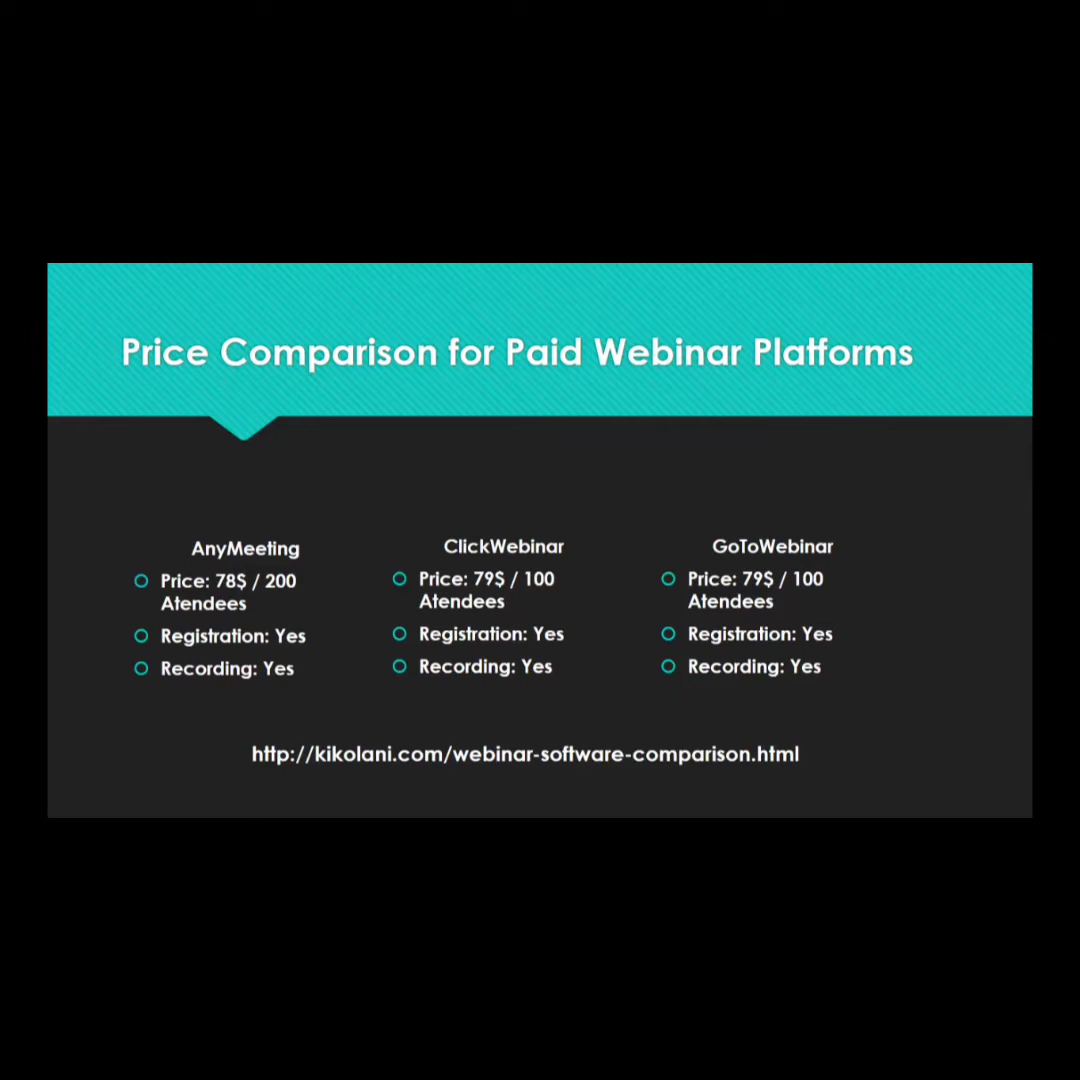 Price Comparison for Paid Webinar Platforms
AnyMeeting
Price: 78$ / 200
Atendees
Registration: Yes
Recording: Yes
ClickWebinar
Price: 79$ / 100
Atendees
Registration: Yes
Recording: Yes
GoToWebinar
Price: 79$ / 100
Atendees
Registration: Yes
Recording: Yes
http://kikolani.com/webinar-software-comparison.html